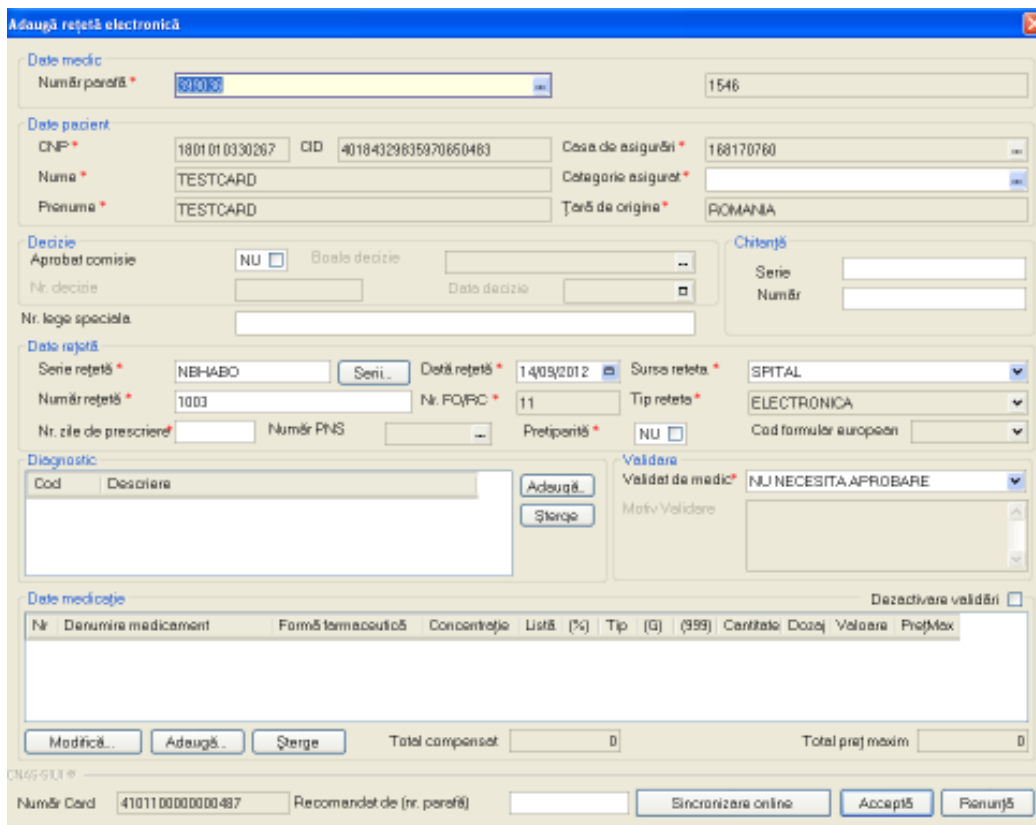 Adaugă rețetă electronică
Date medic
Număr parafă * ... 1546
Date pacient
CNP * 1801010330267 CID 40184329835970650483 Casa de asigurări * 168170760 ...
Nume * TESTCARD Categorie asigurat * ...
Prenume * TESTCARD Țară de origine * ROMANIA
Decizie Chitanță
Aprobat comisie NU Boala decizie ... Serie
Nr. decizie Data decizie Număr
Nr. lege speciala
Date rețetă
Serie rețetă * NBHABO Serii... Dată rețetă * 14/09/2012 Sursa reteta * SPITAL
Număr rețetă * 1003 Nr. FO/RC * 11 Tip reteta * ELECTRONICA
Nr. zile de prescriere * Număr PNS ... Pretiparită * NU Cod formular european
Diagnostic Validare
Cod Descriere Adaugă... Validat de medic * NU NECESITA APROBARE
Șterge Motiv Validare
Date medicație Dezactivare validări
Nr Denumire medicament Formă farmaceutică Concentrație Listă (%) Tip (G) (999) Cantitate Dozaj Valoare PrețMax
Modifică... Adaugă... Șterge Total compensat 0 Total preț maxim 0
CNAS-SIUI ®
Număr Card 4101100000000487 Recomandat de (nr. parafă) Sincronizare online Acceptă Renunță